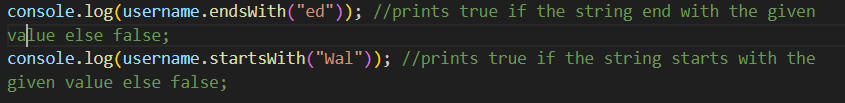 console.log(username.endsWith("ed")); //prints true if the string end with the given
value else false;
console.log(username.startsWith("Wal")); //prints true if the string starts with the
given value else false;